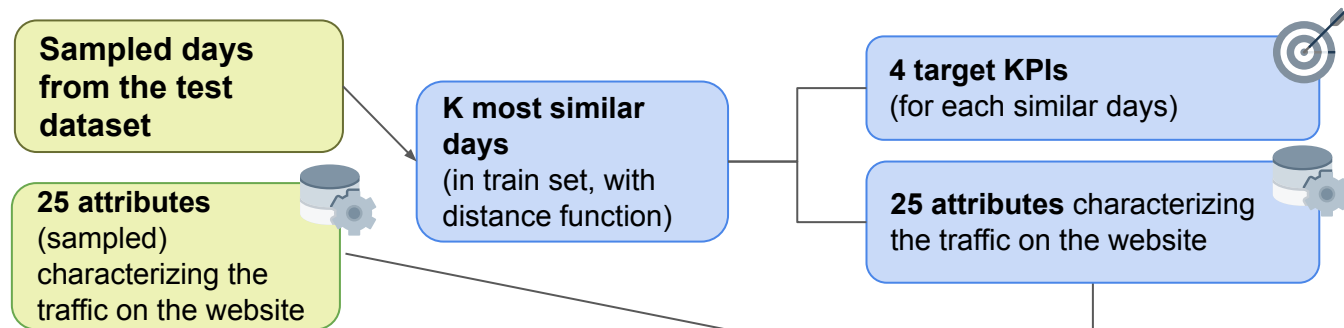 Sampled days
from the test
dataset
25 attributes
(sampled)
characterizing the
traffic on the website
K most similar
days
(in train set, with
distance function)
4 target KPIs
(for each similar days)
25 attributes characterizing
the traffic on the website